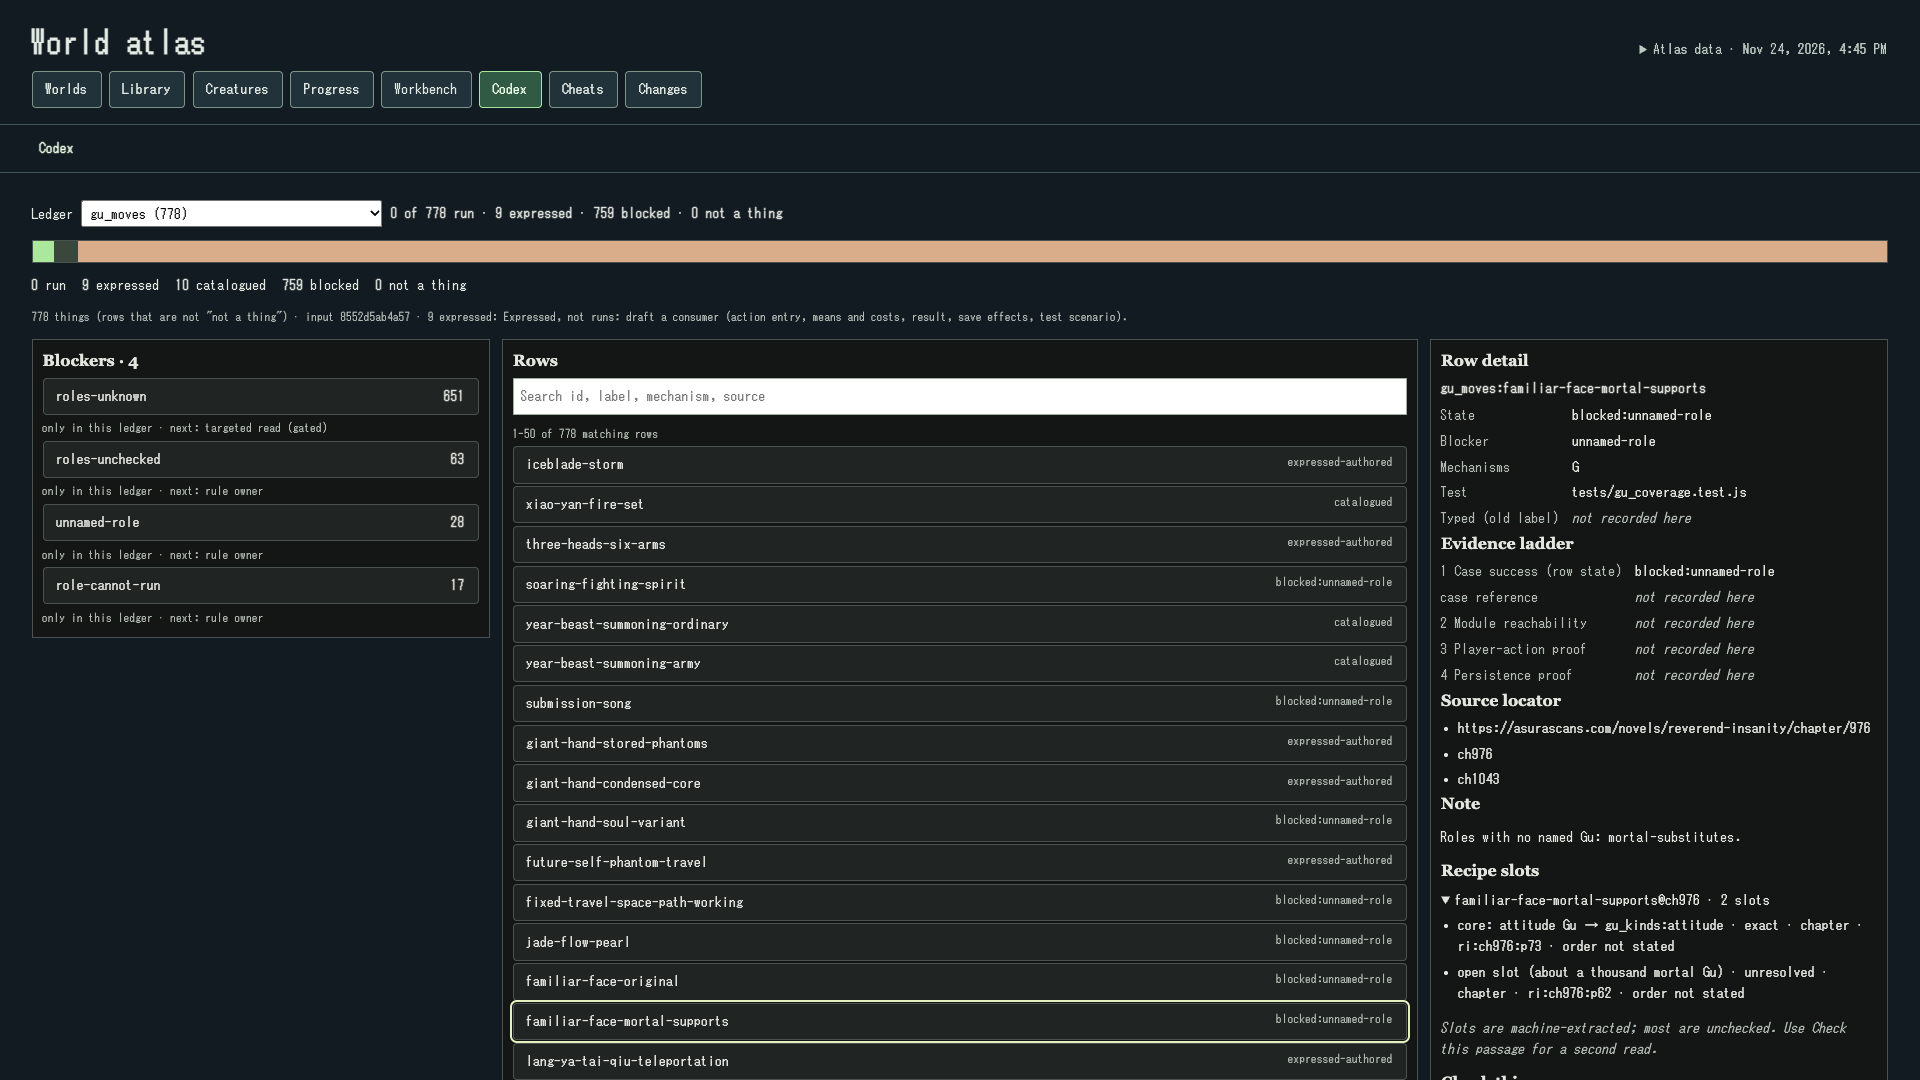 World atlas
▶ Atlas data · Nov 24, 2026, 4:45 PM
Worlds Library Creatures Progress Workbench Codex Cheats Changes
Codex
Ledger gu_moves (778) 0 of 778 run · 9 expressed · 759 blocked · 0 not a thing
0 run 9 expressed 10 catalogued 759 blocked 0 not a thing
778 things (rows that are not "not a thing") · input 8552d5ab4a57 · 9 expressed: Expressed, not runs: draft a consumer (action entry, means and costs, result, save effects, test scenario).
Blockers · 4
roles-unknown 651
only in this ledger · next: targeted read (gated)
roles-unchecked 63
only in this ledger · next: rule owner
unnamed-role 28
only in this ledger · next: rule owner
role-cannot-run 17
only in this ledger · next: rule owner
Rows
Search id, label, mechanism, source
1-50 of 778 matching rows
iceblade-storm expressed-authored
xiao-yan-fire-set catalogued
three-heads-six-arms expressed-authored
soaring-fighting-spirit blocked:unnamed-role
year-beast-summoning-ordinary catalogued
year-beast-summoning-army catalogued
submission-song blocked:unnamed-role
giant-hand-stored-phantoms expressed-authored
giant-hand-condensed-core expressed-authored
giant-hand-soul-variant blocked:unnamed-role
future-self-phantom-travel expressed-authored
fixed-travel-space-path-working blocked:unnamed-role
jade-flow-pearl blocked:unnamed-role
familiar-face-original blocked:unnamed-role
familiar-face-mortal-supports blocked:unnamed-role
lang-ya-tai-qiu-teleportation expressed-authored
Row detail
gu_moves:familiar-face-mortal-supports
State blocked:unnamed-role
Blocker unnamed-role
Mechanisms G
Test tests/gu_coverage.test.js
Typed (old label) not recorded here
Evidence ladder
1 Case success (row state) blocked:unnamed-role
case reference not recorded here
2 Module reachability not recorded here
3 Player-action proof not recorded here
4 Persistence proof not recorded here
Source locator
• https://asurascans.com/novels/reverend-insanity/chapter/976
• ch976
• ch1043
Note
Roles with no named Gu: mortal-substitutes.
Recipe slots
▼ familiar-face-mortal-supports@ch976 · 2 slots
• core: attitude Gu → gu_kinds:attitude · exact · chapter ·
ri:ch976:p73 · order not stated
• open slot (about a thousand mortal Gu) · unresolved ·
chapter · ri:ch976:p62 · order not stated
Slots are machine-extracted; most are unchecked. Use Check
this passage for a second read.